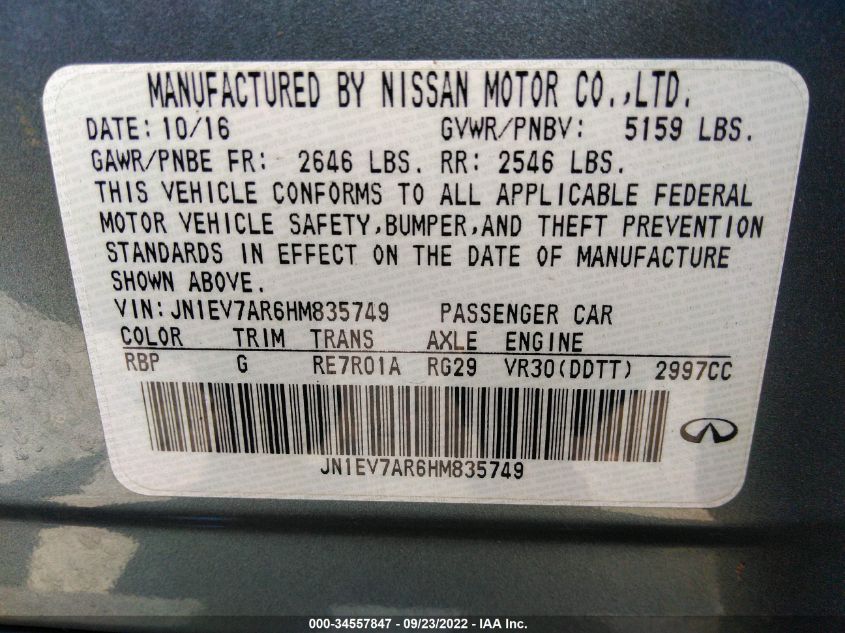 MANUFACTURED BY NISSAN MOTOR CO.,LTD.
DATE: 10/16 GVWR/PNBV: 5159 LBS.
GAWR/PNBE FR: 2646 LBS. RR: 2546 LBS.
THIS VEHICLE CONFORMS TO ALL APPLICABLE FEDERAL
MOTOR VEHICLE SAFETY,BUMPER,AND THEFT PREVENTION
STANDARDS IN EFFECT ON THE DATE OF MANUFACTURE
SHOWN ABOVE.
VIN: JN1EV7AR6HM835749 PASSENGER CAR
COLOR TRIM TRANS AXLE ENGINE
RBP G RE7R01A RG29 VR30(DDTT) 2997CC
JN1EV7AR6HM835749
000-34557847 / 09/23/2022 - IAA Inc.